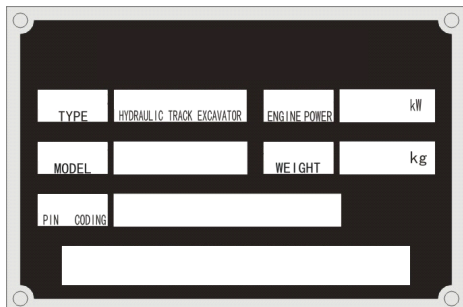 TYPE HYDRAULIC TRACK EXCAVATOR ENGINE POWER kW
MODEL WEIGHT kg
PIN CODING